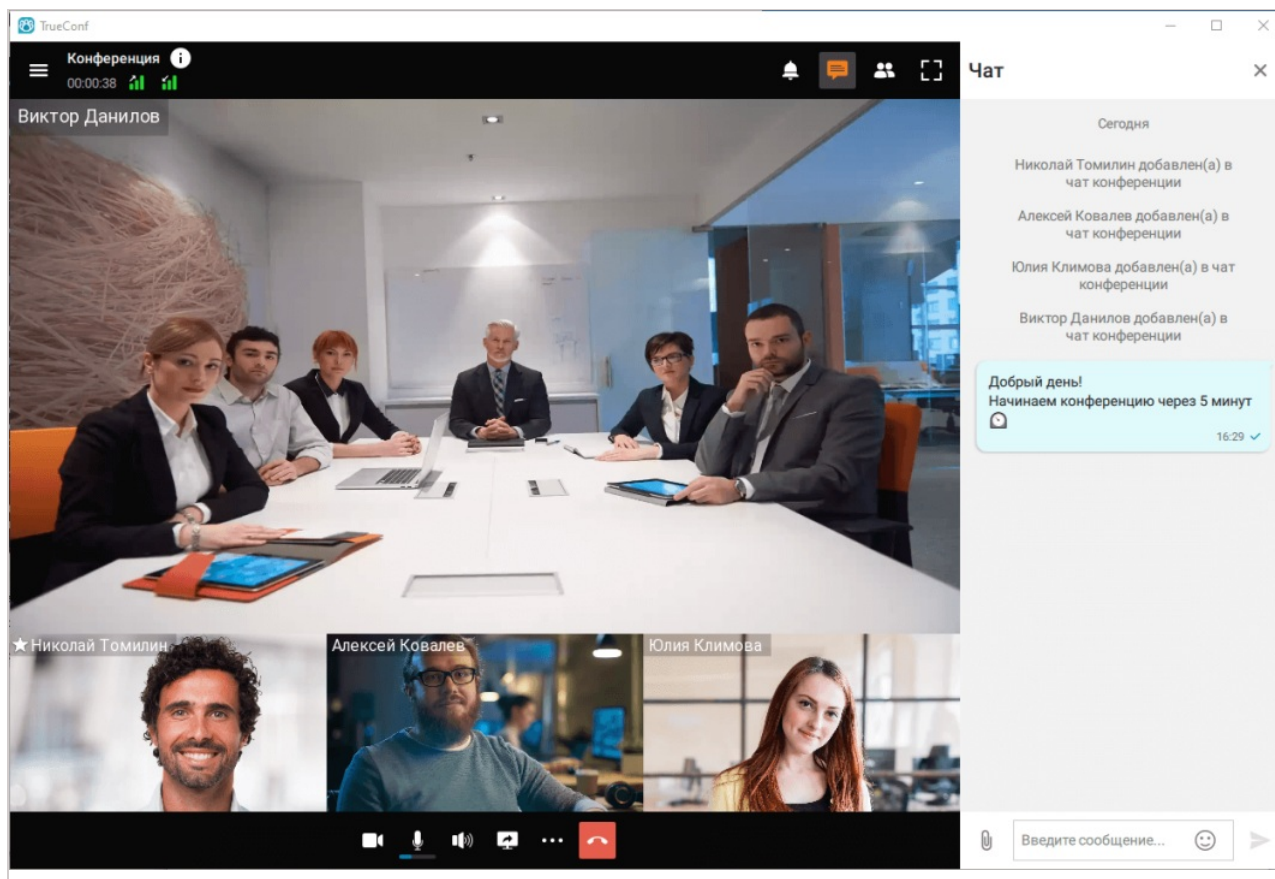 TrueConf
Конференция
00:00:38
Чат
Виктор Данилов
Сегодня
Николай Томилин добавлен(а) в
чат конференции
Алексей Ковалев добавлен(а) в
чат конференции
Юлия Климова добавлен(а) в чат
конференции
Виктор Данилов добавлен(а) в
чат конференции
Добрый день!
Начинаем конференцию через 5 минут
16:29
Николай Томилин
Алексей Ковалев
Юлия Климова
Введите сообщение...